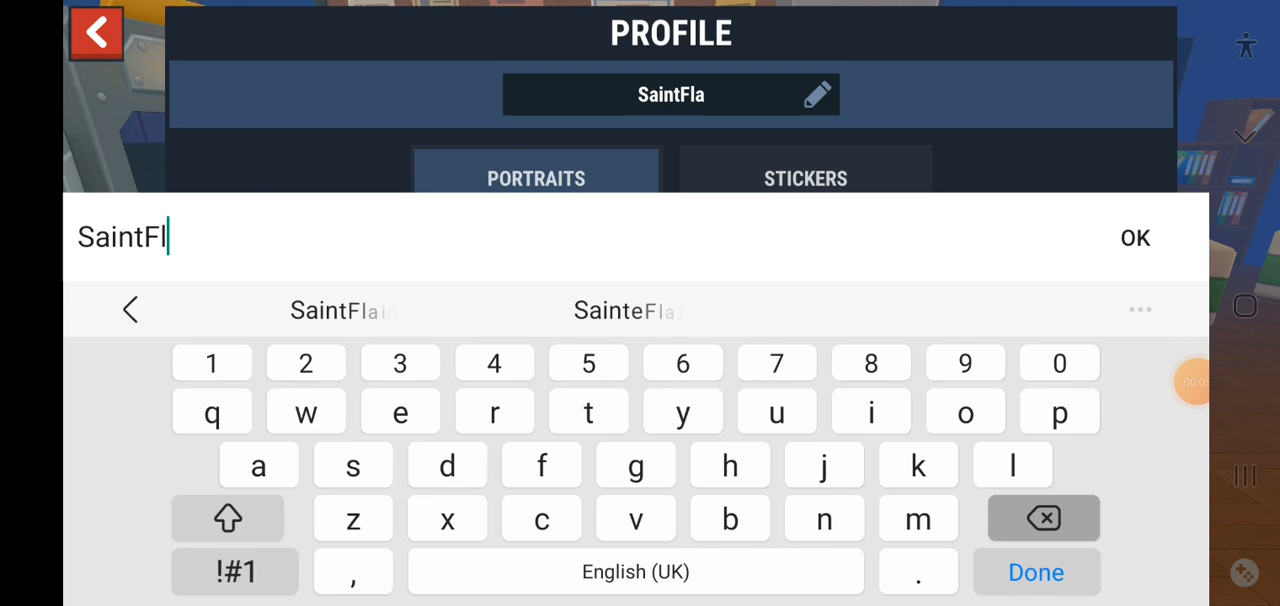 PROFILE
SaintFla
PORTRAITS STICKERS
SaintFl OK
SaintFlain SainteFla
1 2 3 4 5 6 7 8 9 0
q w e r t y u i o p
a s d f g h j k l
z x c v b n m
!#1 , English (UK) . Done